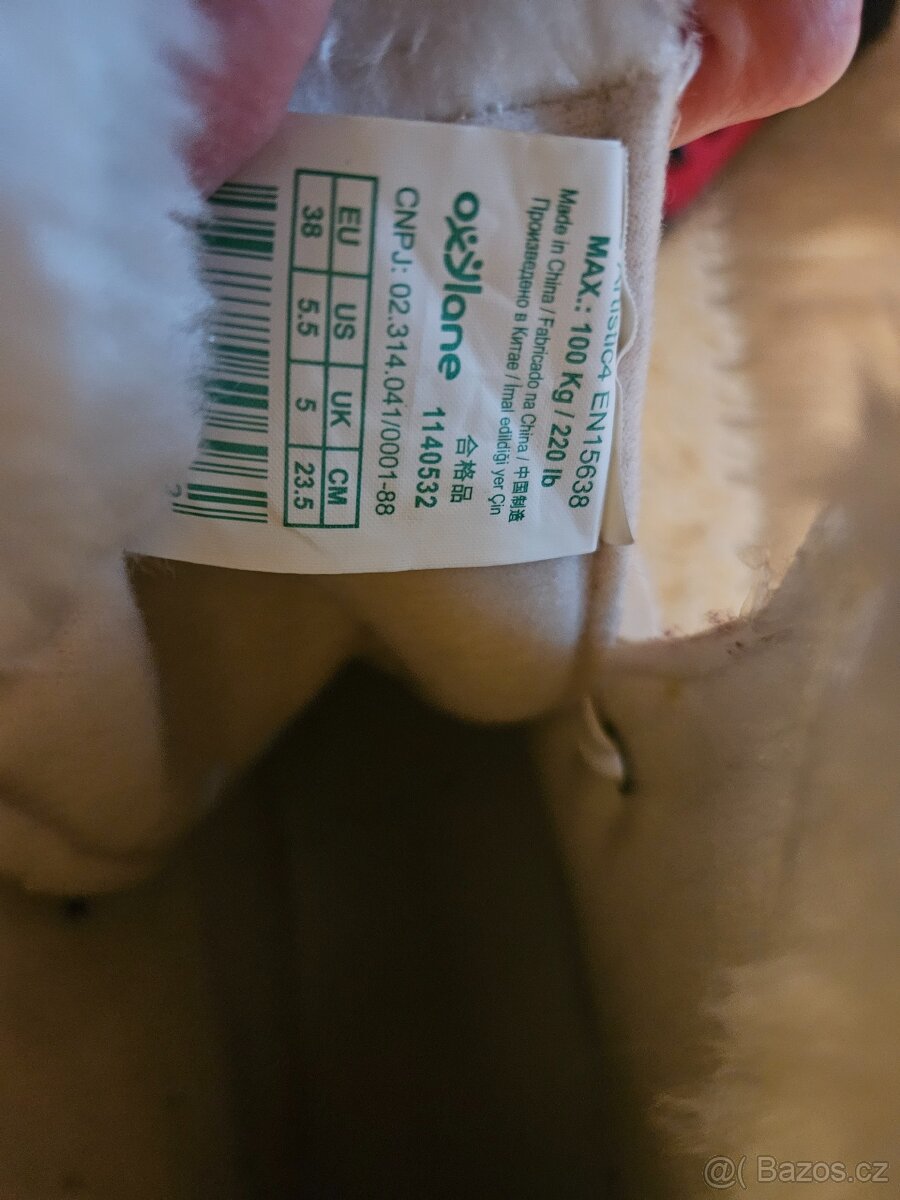 Artistic4 EN15638
MAX.: 100 Kg / 220 lb
Made in China / Fabricado na China / 中国制造
Произведено в Китае / İmal edildiği yer Çin
合格品
oxylane 1140532
CNPJ: 02.314.041/0001-88
EU US UK CM
38 5.5 5 23.5
2
@( Bazos.cz